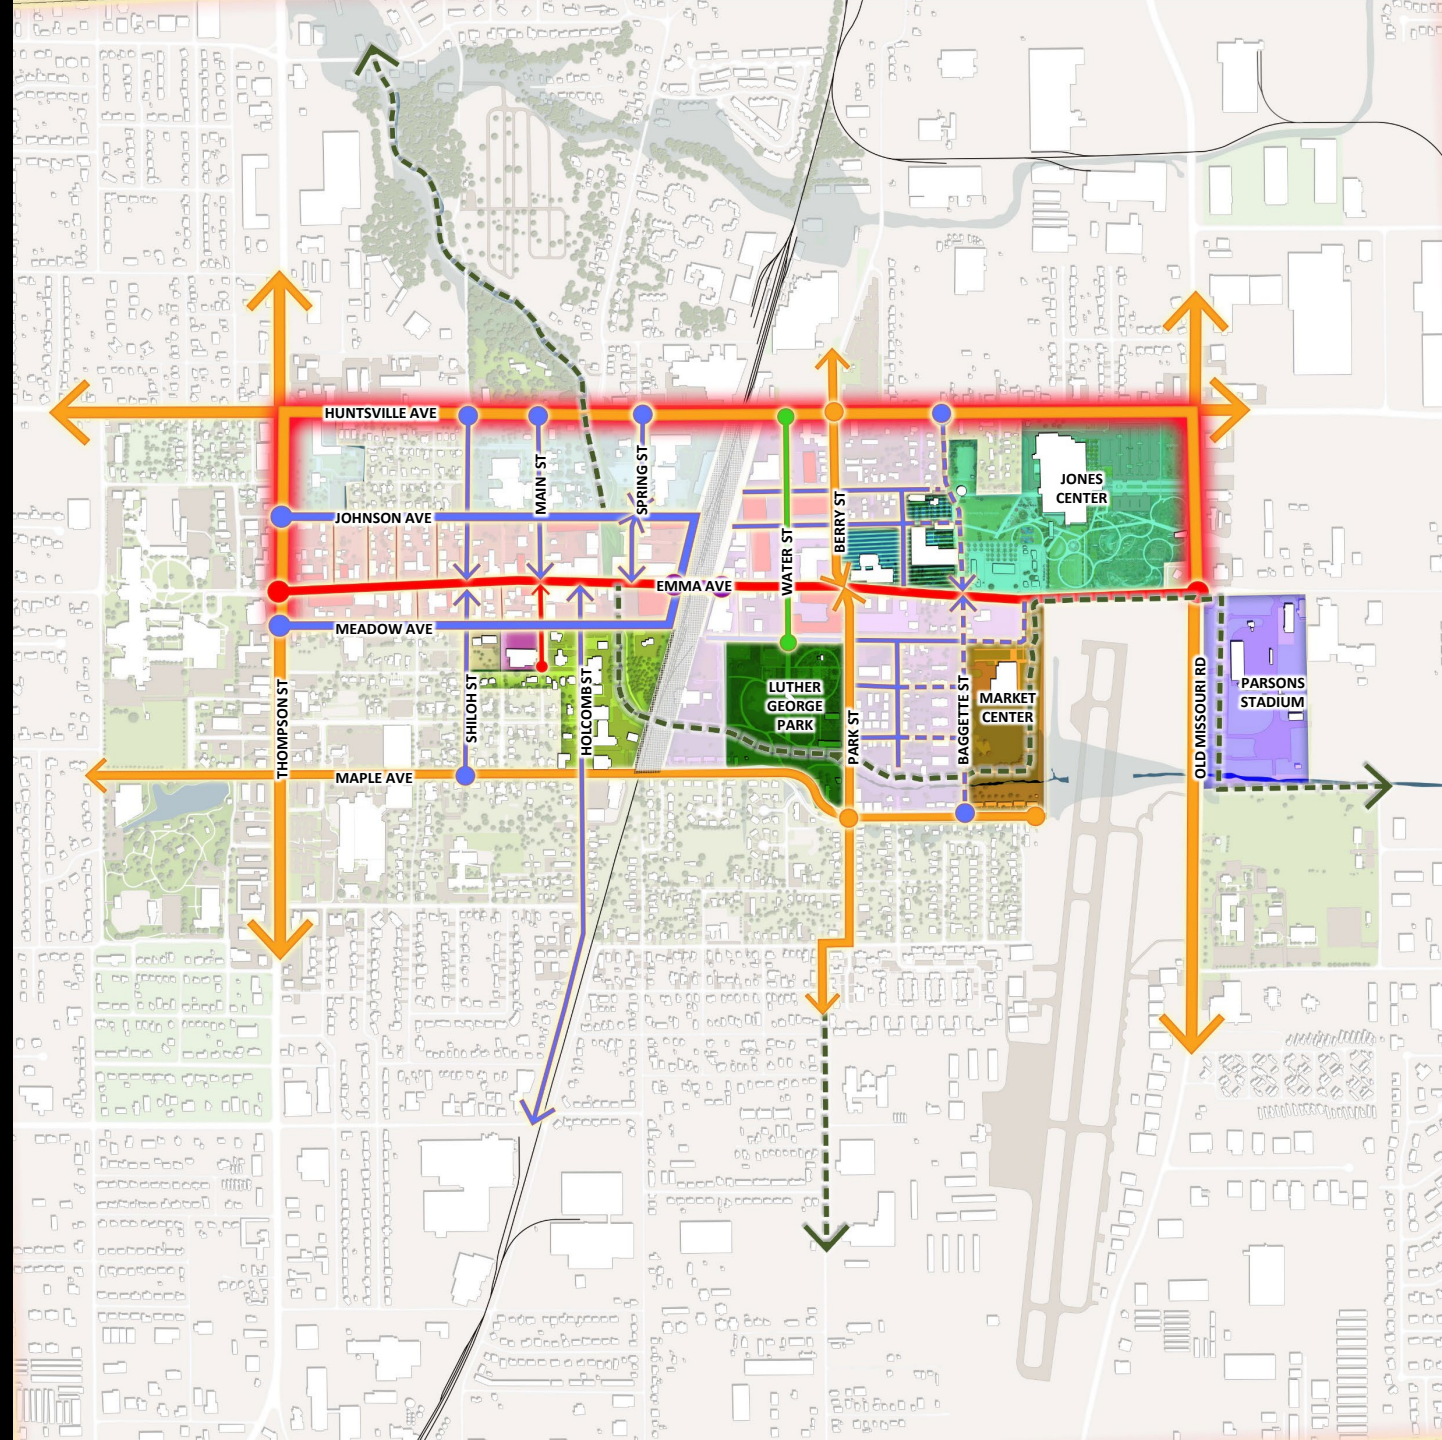 HUNTSVILLE AVE
MAIN ST
SPRING ST
JONES
CENTER
JOHNSON AVE
BERRY ST
WATER ST
EMMA AVE
MEADOW AVE
THOMPSON ST
SHILOH ST
HOLCOMB ST
LUTHER
GEORGE
PARK
PARK ST
BAGGETTE ST
MARKET
CENTER
OLD MISSOURI RD
PARSONS
STADIUM
MAPLE AVE